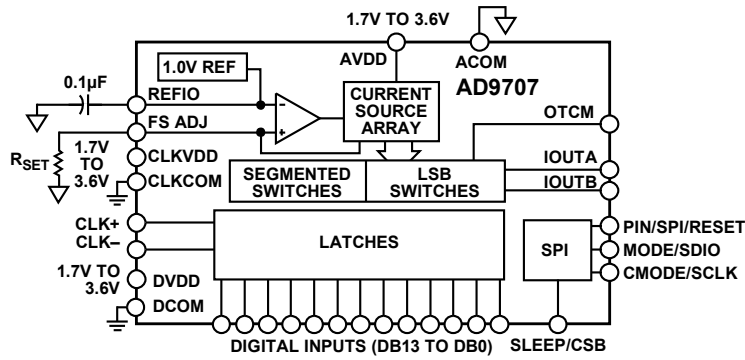 1.7V TO 3.6V
AVDD
ACOM
1.0V REF
AD9707
0.1µF
REFIO
CURRENT
SOURCE
ARRAY
OTCM
FS ADJ
RSET
1.7V
TO
3.6V
CLKVDD
CLKCOM
SEGMENTED
SWITCHES
LSB
SWITCHES
IOUTA
IOUTB
CLK+
CLK–
LATCHES
SPI
PIN/SPI/RESET
MODE/SDIO
CMODE/SCLK
1.7V TO
3.6V
DVDD
DCOM
DIGITAL INPUTS (DB13 TO DB0)
SLEEP/CSB